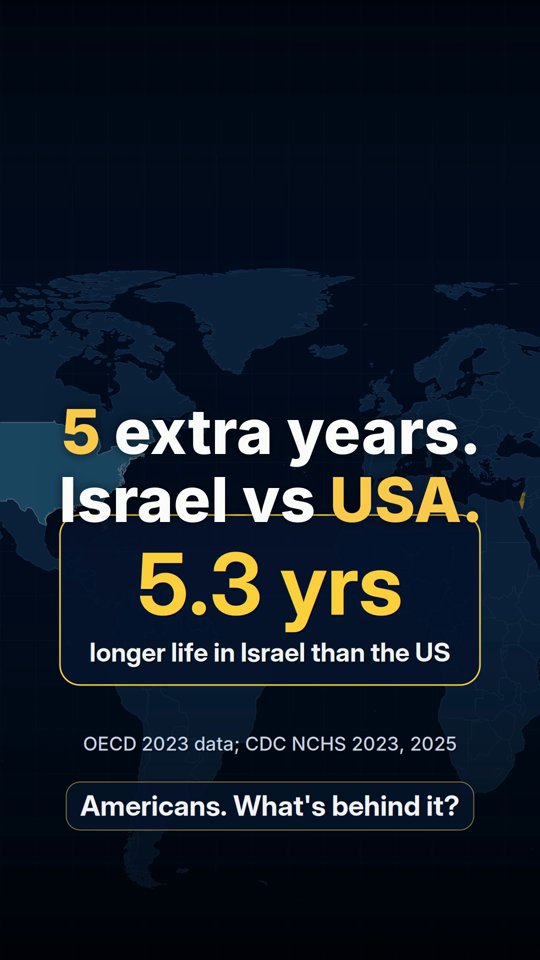 5 extra years.
Israel vs USA.
5.3 yrs
longer life in Israel than the US
OECD 2023 data; CDC NCHS 2023, 2025
Americans. What's behind it?